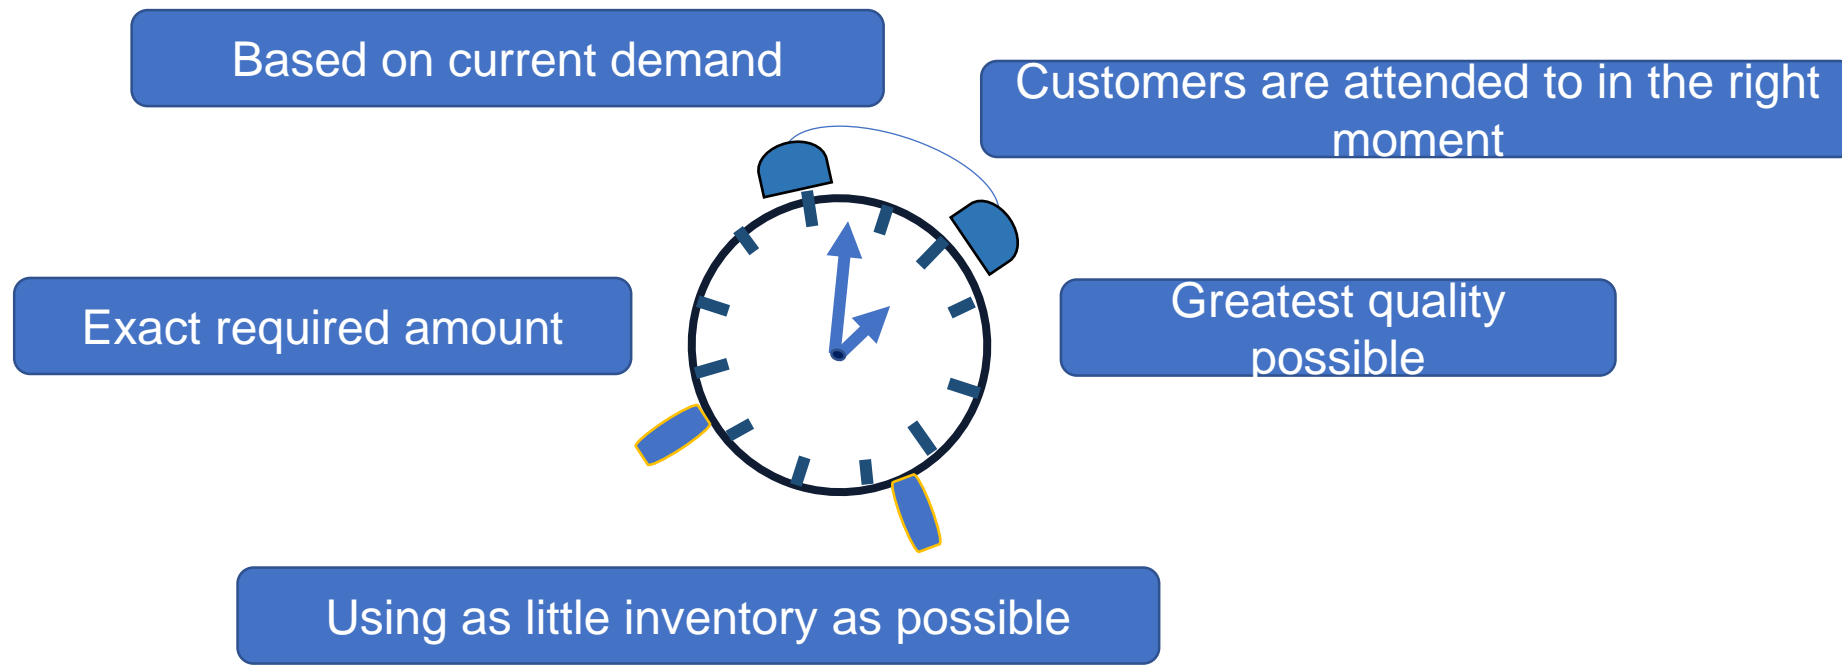 Based on current demand
Customers are attended to in the right
moment
Exact required amount
Greatest quality
possible
Using as little inventory as possible